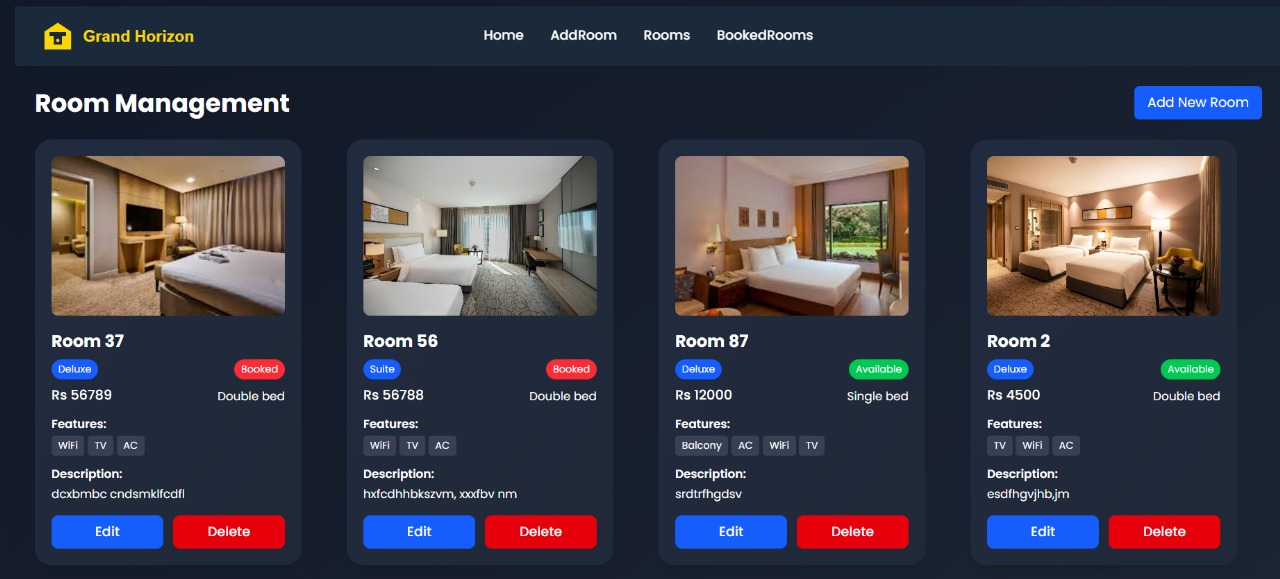 Grand Horizon
Home AddRoom Rooms BookedRooms
Room Management
Add New Room
Room 37
Deluxe Booked
Rs 56789 Double bed
Features:
WiFi TV AC
Description:
dcxbmbc cndsmklfcdfl
Edit Delete
Room 56
Suite Booked
Rs 56788 Double bed
Features:
WiFi TV AC
Description:
hxfcdhhbkszvm, xxxfbv nm
Edit Delete
Room 87
Deluxe Available
Rs 12000 Single bed
Features:
Balcony AC WiFi TV
Description:
srdtrfhgdsv
Edit Delete
Room 2
Deluxe Available
Rs 4500 Double bed
Features:
TV WiFi AC
Description:
esdfhgvjhb,jm
Edit Delete